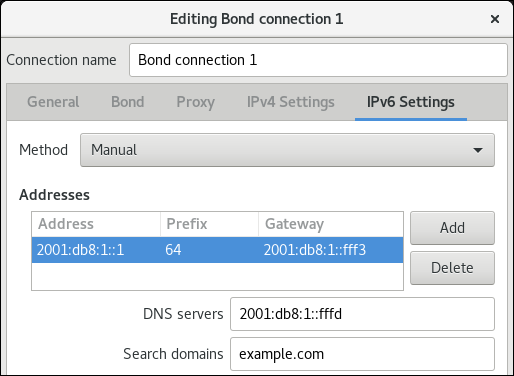 Editing Bond connection 1
Connection name Bond connection 1
General Bond Proxy IPv4 Settings IPv6 Settings
Method Manual
Addresses
Address Prefix Gateway Add
2001:db8:1::1 64 2001:db8:1::fff3
Delete
DNS servers 2001:db8:1::fffd
Search domains example.com